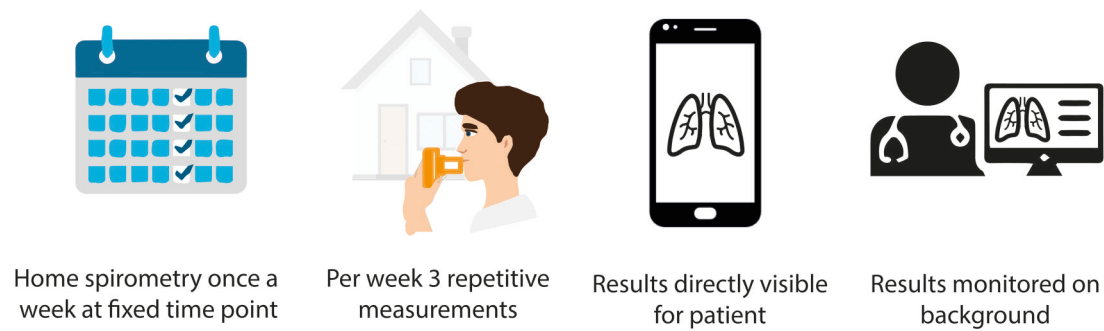 Home spirometry once a
week at fixed time point
Per week 3 repetitive
measurements
Results directly visible
for patient
Results monitored on
background